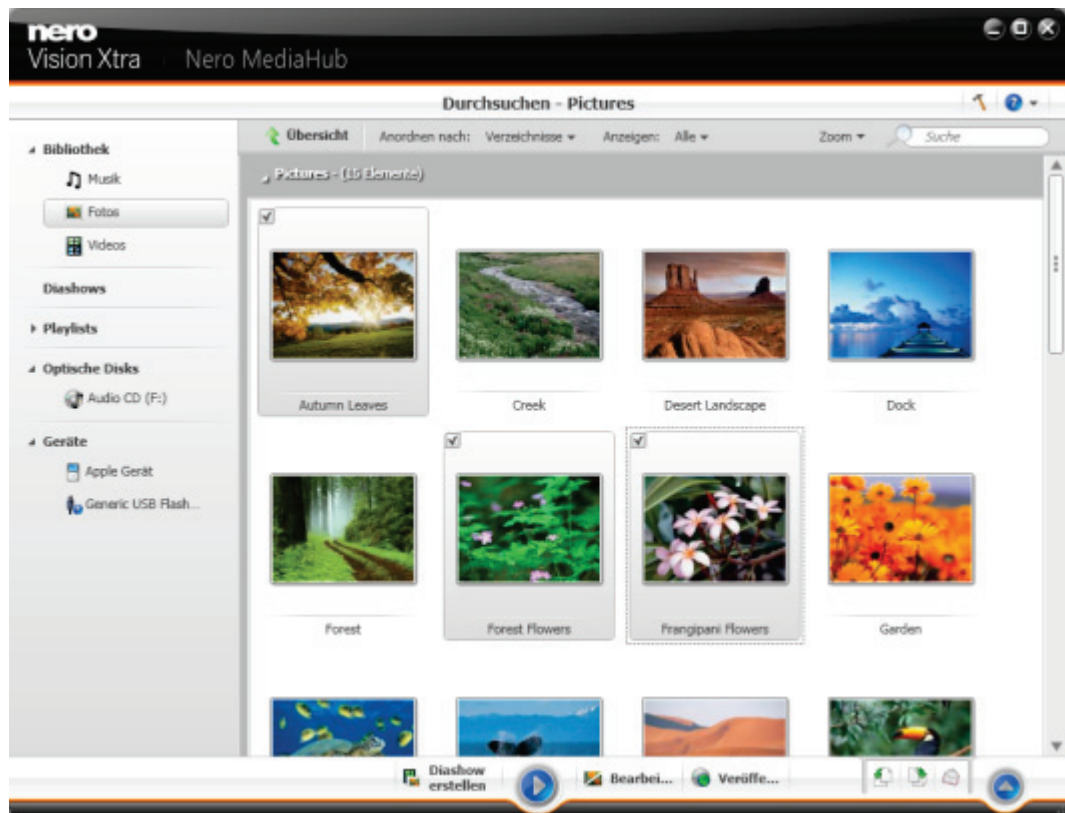 nero
Vision Xtra Nero MediaHub
Durchsuchen - Pictures
Bibliothek
Musik
Fotos
Videos
Diashows
Playlists
Optische Disks
Audio CD (F:)
Geräte
Apple Gerät
Generic USB Flash...
Übersicht Anordnen nach: Verzeichnisse Anzeigen: Alle Zoom Suche
Pictures - (15 Elemente)
Autumn Leaves Creek Desert Landscape Dock
Forest Forest Flowers Frangipani Flowers Garden
Diashow
erstellen
Bearbei... Veröffe...